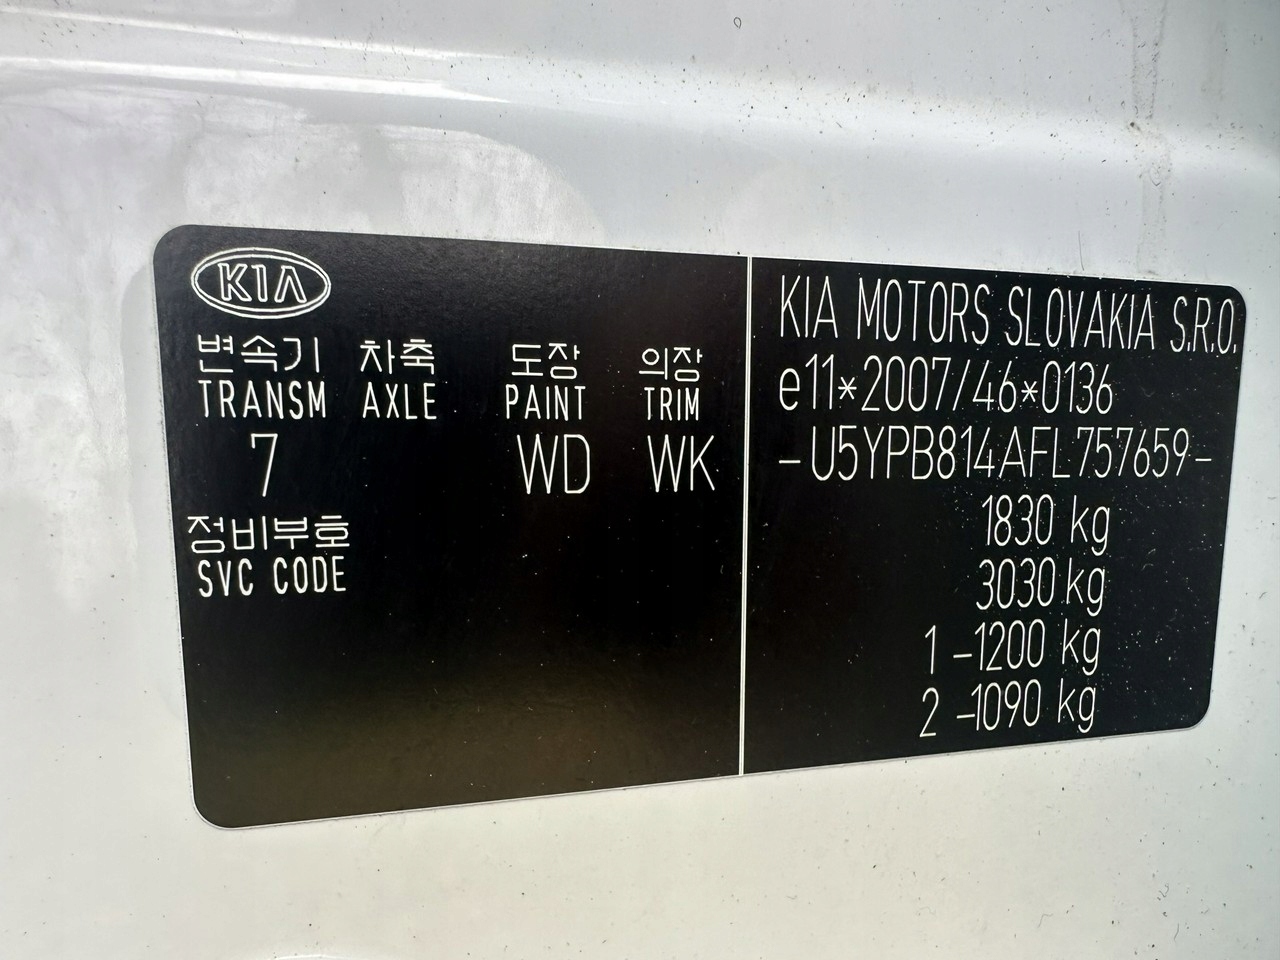 KIA
변속기 차축 도장 의장
TRANSM AXLE PAINT TRIM
7 WD WK
정비부호
SVC CODE
KIA MOTORS SLOVAKIA S.R.O.
e11*2007/46*0136
-U5YPB814AFL757659-
1830 kg
3030 kg
1 -1200 kg
2 -1090 kg